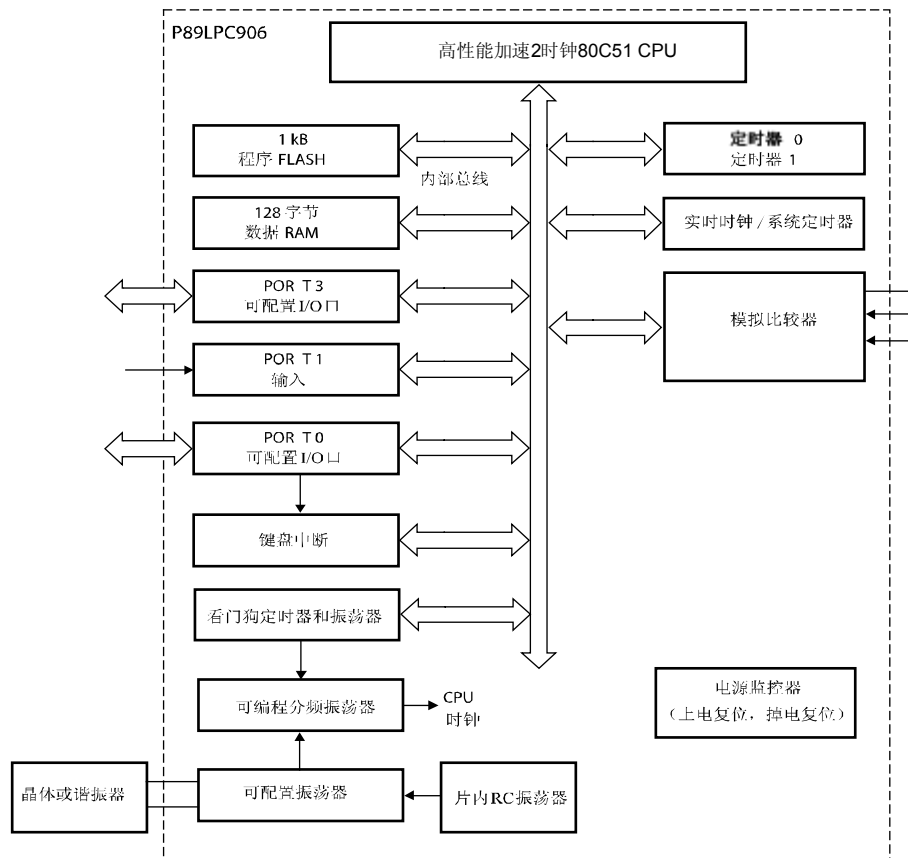 P89LPC906
高性能加速2时钟80C51 CPU
1 kB
程序 FLASH
内部总线
定时器 0
定时器 1
128 字节
数据 RAM
实时时钟 / 系统定时器
POR T 3
可配置 I/O 口
模拟比较器
POR T 1
输入
POR T 0
可配置 I/O 口
键盘中断
看门狗定时器和振荡器
可编程分频振荡器
CPU
时钟
电源监控器
（上电复位，掉电复位）
晶体或谐振器
可配置振荡器
片内RC振荡器